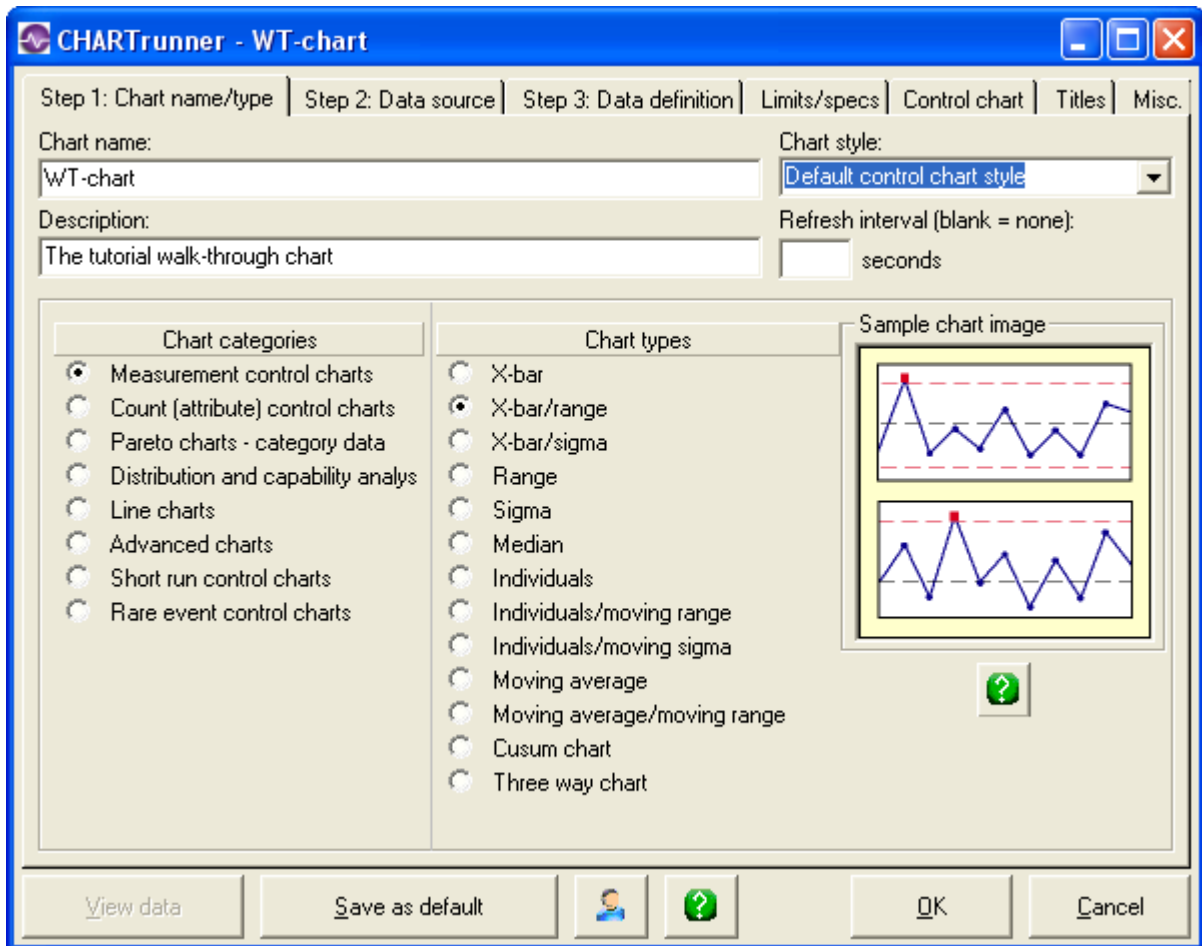 CHARTrunner - WT-chart
Step 1: Chart name/type Step 2: Data source Step 3: Data definition Limits/specs Control chart Titles Misc.
Chart name:
WT-chart
Chart style:
Default control chart style
Description:
The tutorial walk-through chart
Refresh interval (blank = none):
seconds
Chart categories
Measurement control charts
Count (attribute) control charts
Pareto charts - category data
Distribution and capability analys
Line charts
Advanced charts
Short run control charts
Rare event control charts
Chart types
X-bar
X-bar/range
X-bar/sigma
Range
Sigma
Median
Individuals
Individuals/moving range
Individuals/moving sigma
Moving average
Moving average/moving range
Cusum chart
Three way chart
Sample chart image
?
View data Save as default ? OK Cancel